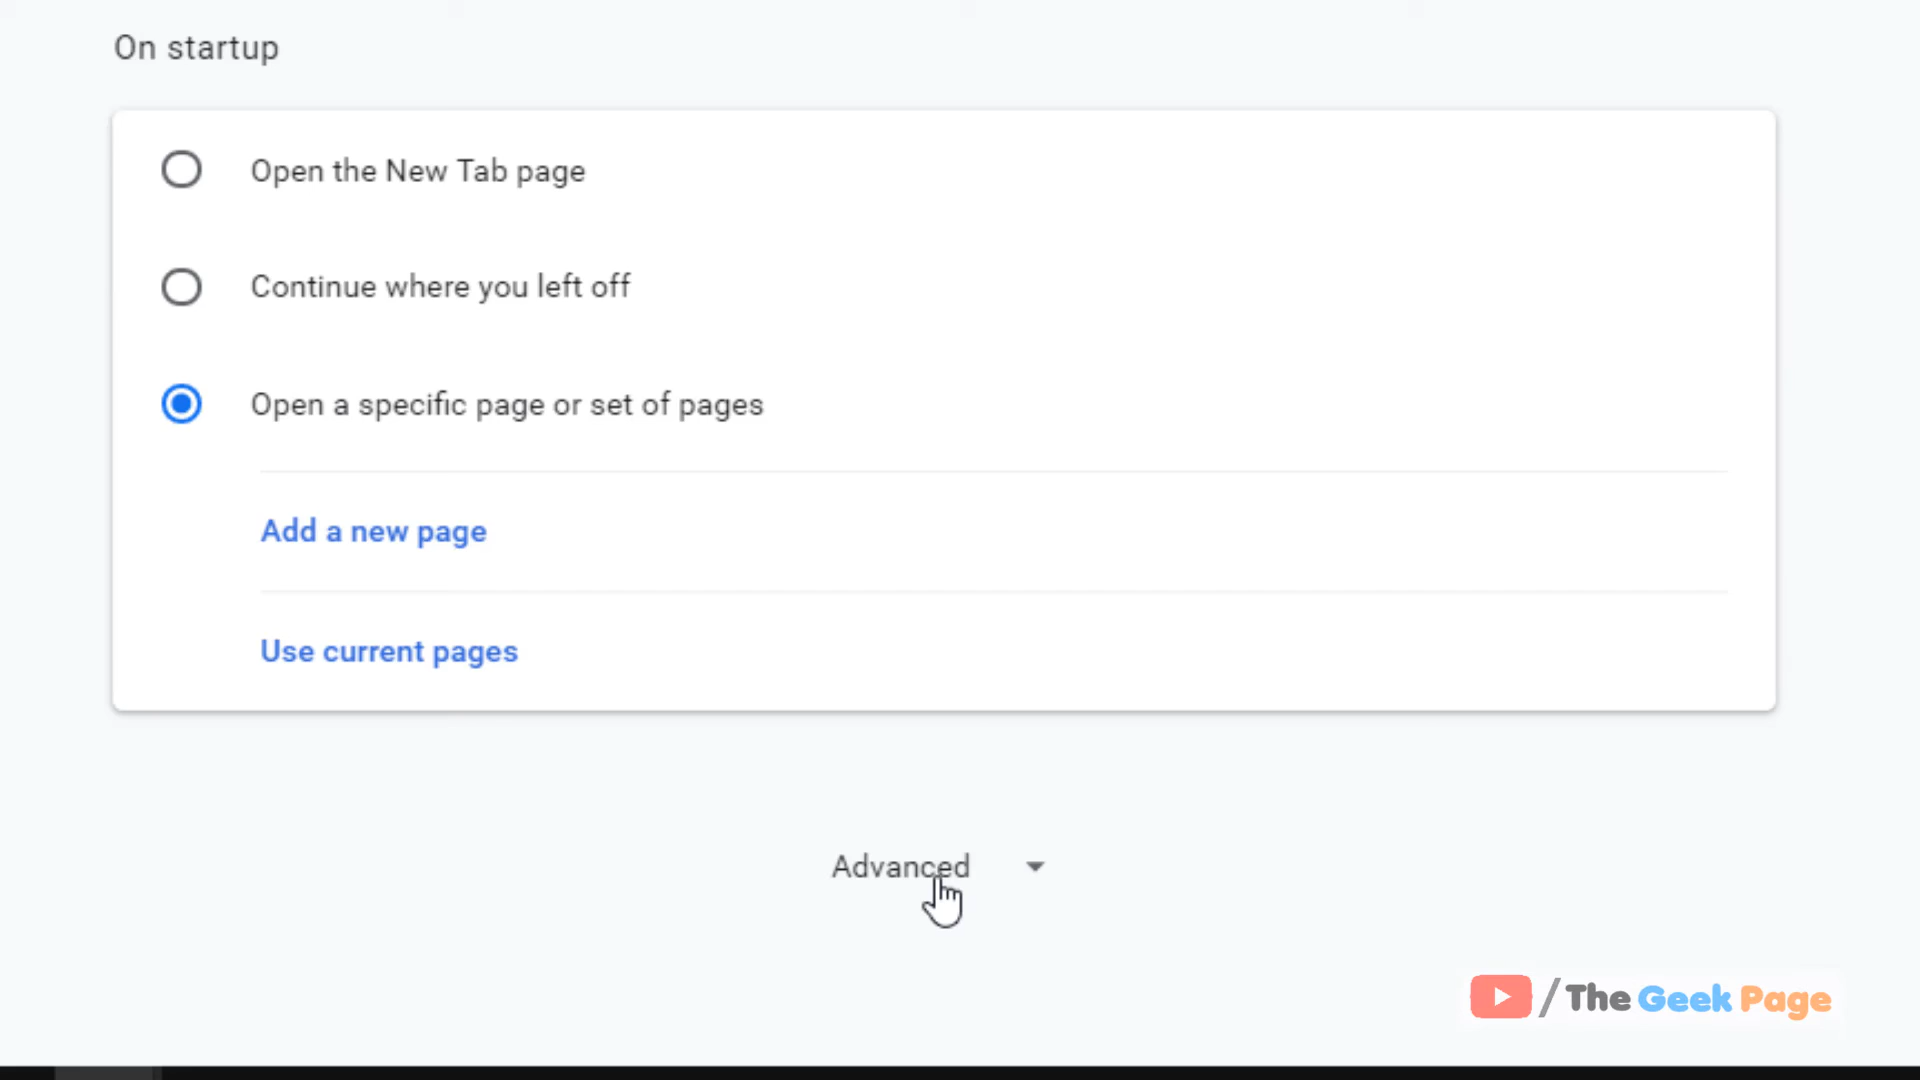 On startup
Open the New Tab page
Continue where you left off
Open a specific page or set of pages
Add a new page
Use current pages
Advanced
/The Geek Page